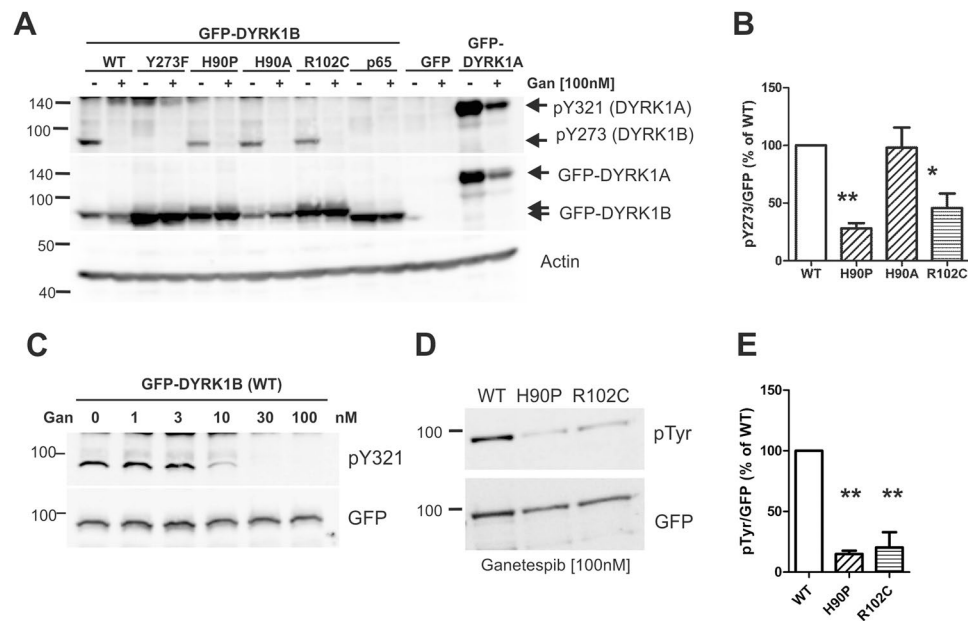 A
GFP-DYRK1B
WT Y273F H90P H90A R102C p65 GFP GFP-
DYRK1A
- + - + - + - + - + - + - + - + Gan [100nM]
140
100
pY321 (DYRK1A)
pY273 (DYRK1B)
140
100
GFP-DYRK1A
GFP-DYRK1B
50
40
Actin
B
pY273/GFP (% of WT)
150
100
50
0
** *
WT H90P H90A R102C
C
GFP-DYRK1B (WT)
Gan 0 1 3 10 30 100 nM
100
pY321
100
GFP
D
WT H90P R102C
100
pTyr
100
GFP
Ganetespib [100nM]
E
pTyr/GFP (% of WT)
150
100
50
0
** **
WT H90P R102C